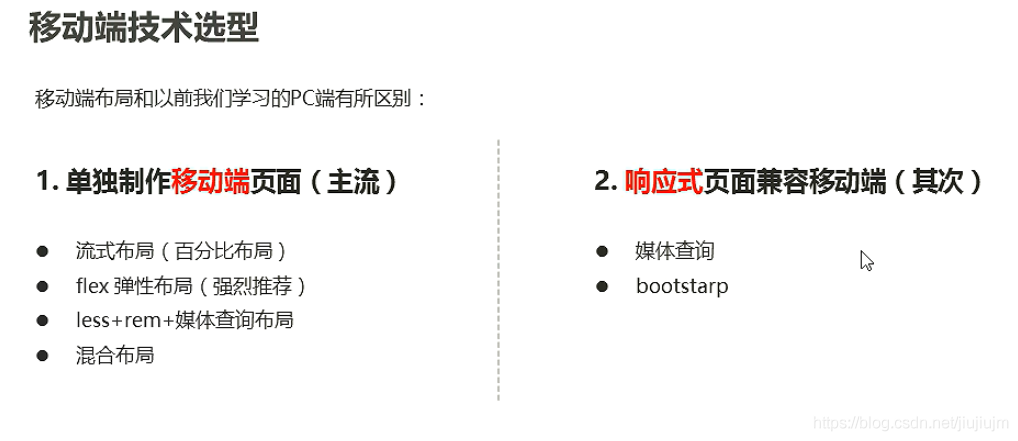 移动端技术选型
移动端布局和以前我们学习的PC端有所区别：
1. 单独制作移动端页面（主流）
● 流式布局（百分比布局）
● flex 弹性布局（强烈推荐）
● less+rem+媒体查询布局
● 混合布局
2. 响应式页面兼容移动端（其次）
● 媒体查询
● bootstarp
https://blog.csdn.net/jiujiujm